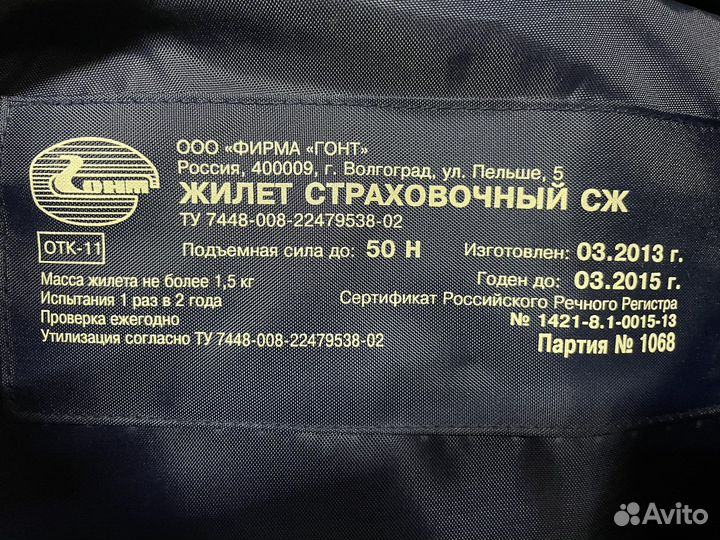 ГОНТ
ООО «ФИРМА «ГОНТ»
Россия, 400009, г. Волгоград, ул. Пельше, 5
ЖИЛЕТ СТРАХОВОЧНЫЙ СЖ
ТУ 7448-008-22479538-02
ОТК-11
Подъемная сила до: 50 Н
Изготовлен: 03.2013 г.
Годен до: 03.2015 г.
Масса жилета не более 1,5 кг
Испытания 1 раз в 2 года
Проверка ежегодно
Утилизация согласно ТУ 7448-008-22479538-02
Сертификат Российского Речного Регистра
№ 1421-8.1-0015-13
Партия № 1068
Avito